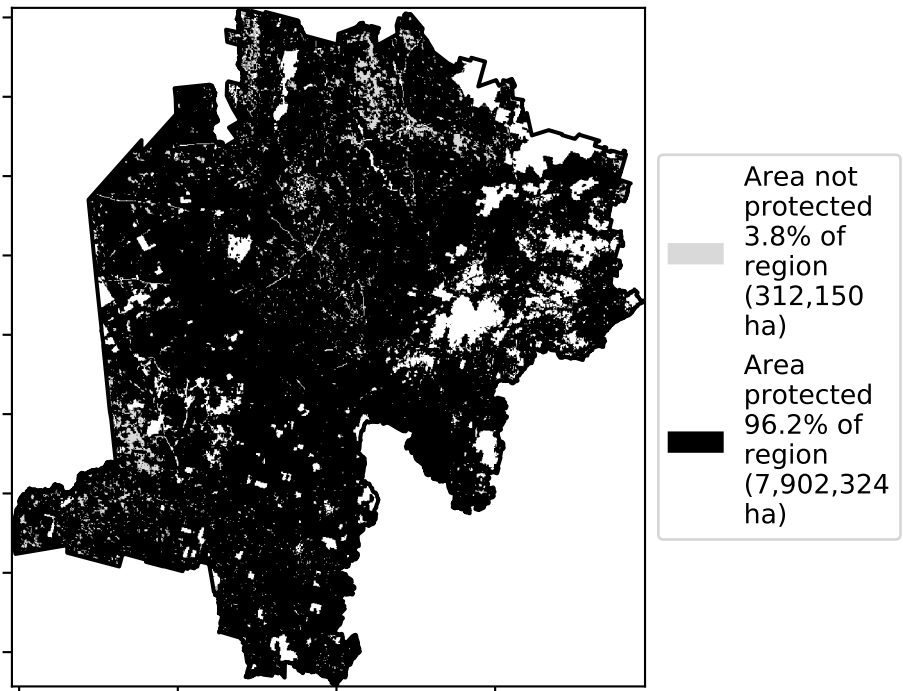 Area not
protected
3.8% of
region
(312,150
ha)
Area
protected
96.2% of
region
(7,902,324
ha)